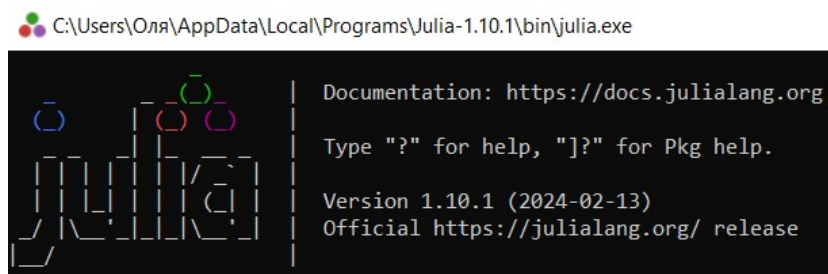 C:\Users\Оля\AppData\Local\Programs\Julia-1.10.1\bin\julia.exe
julia
Documentation: https://docs.julialang.org
Type "?" for help, "]?" for Pkg help.
Version 1.10.1 (2024-02-13)
Official https://julialang.org/ release